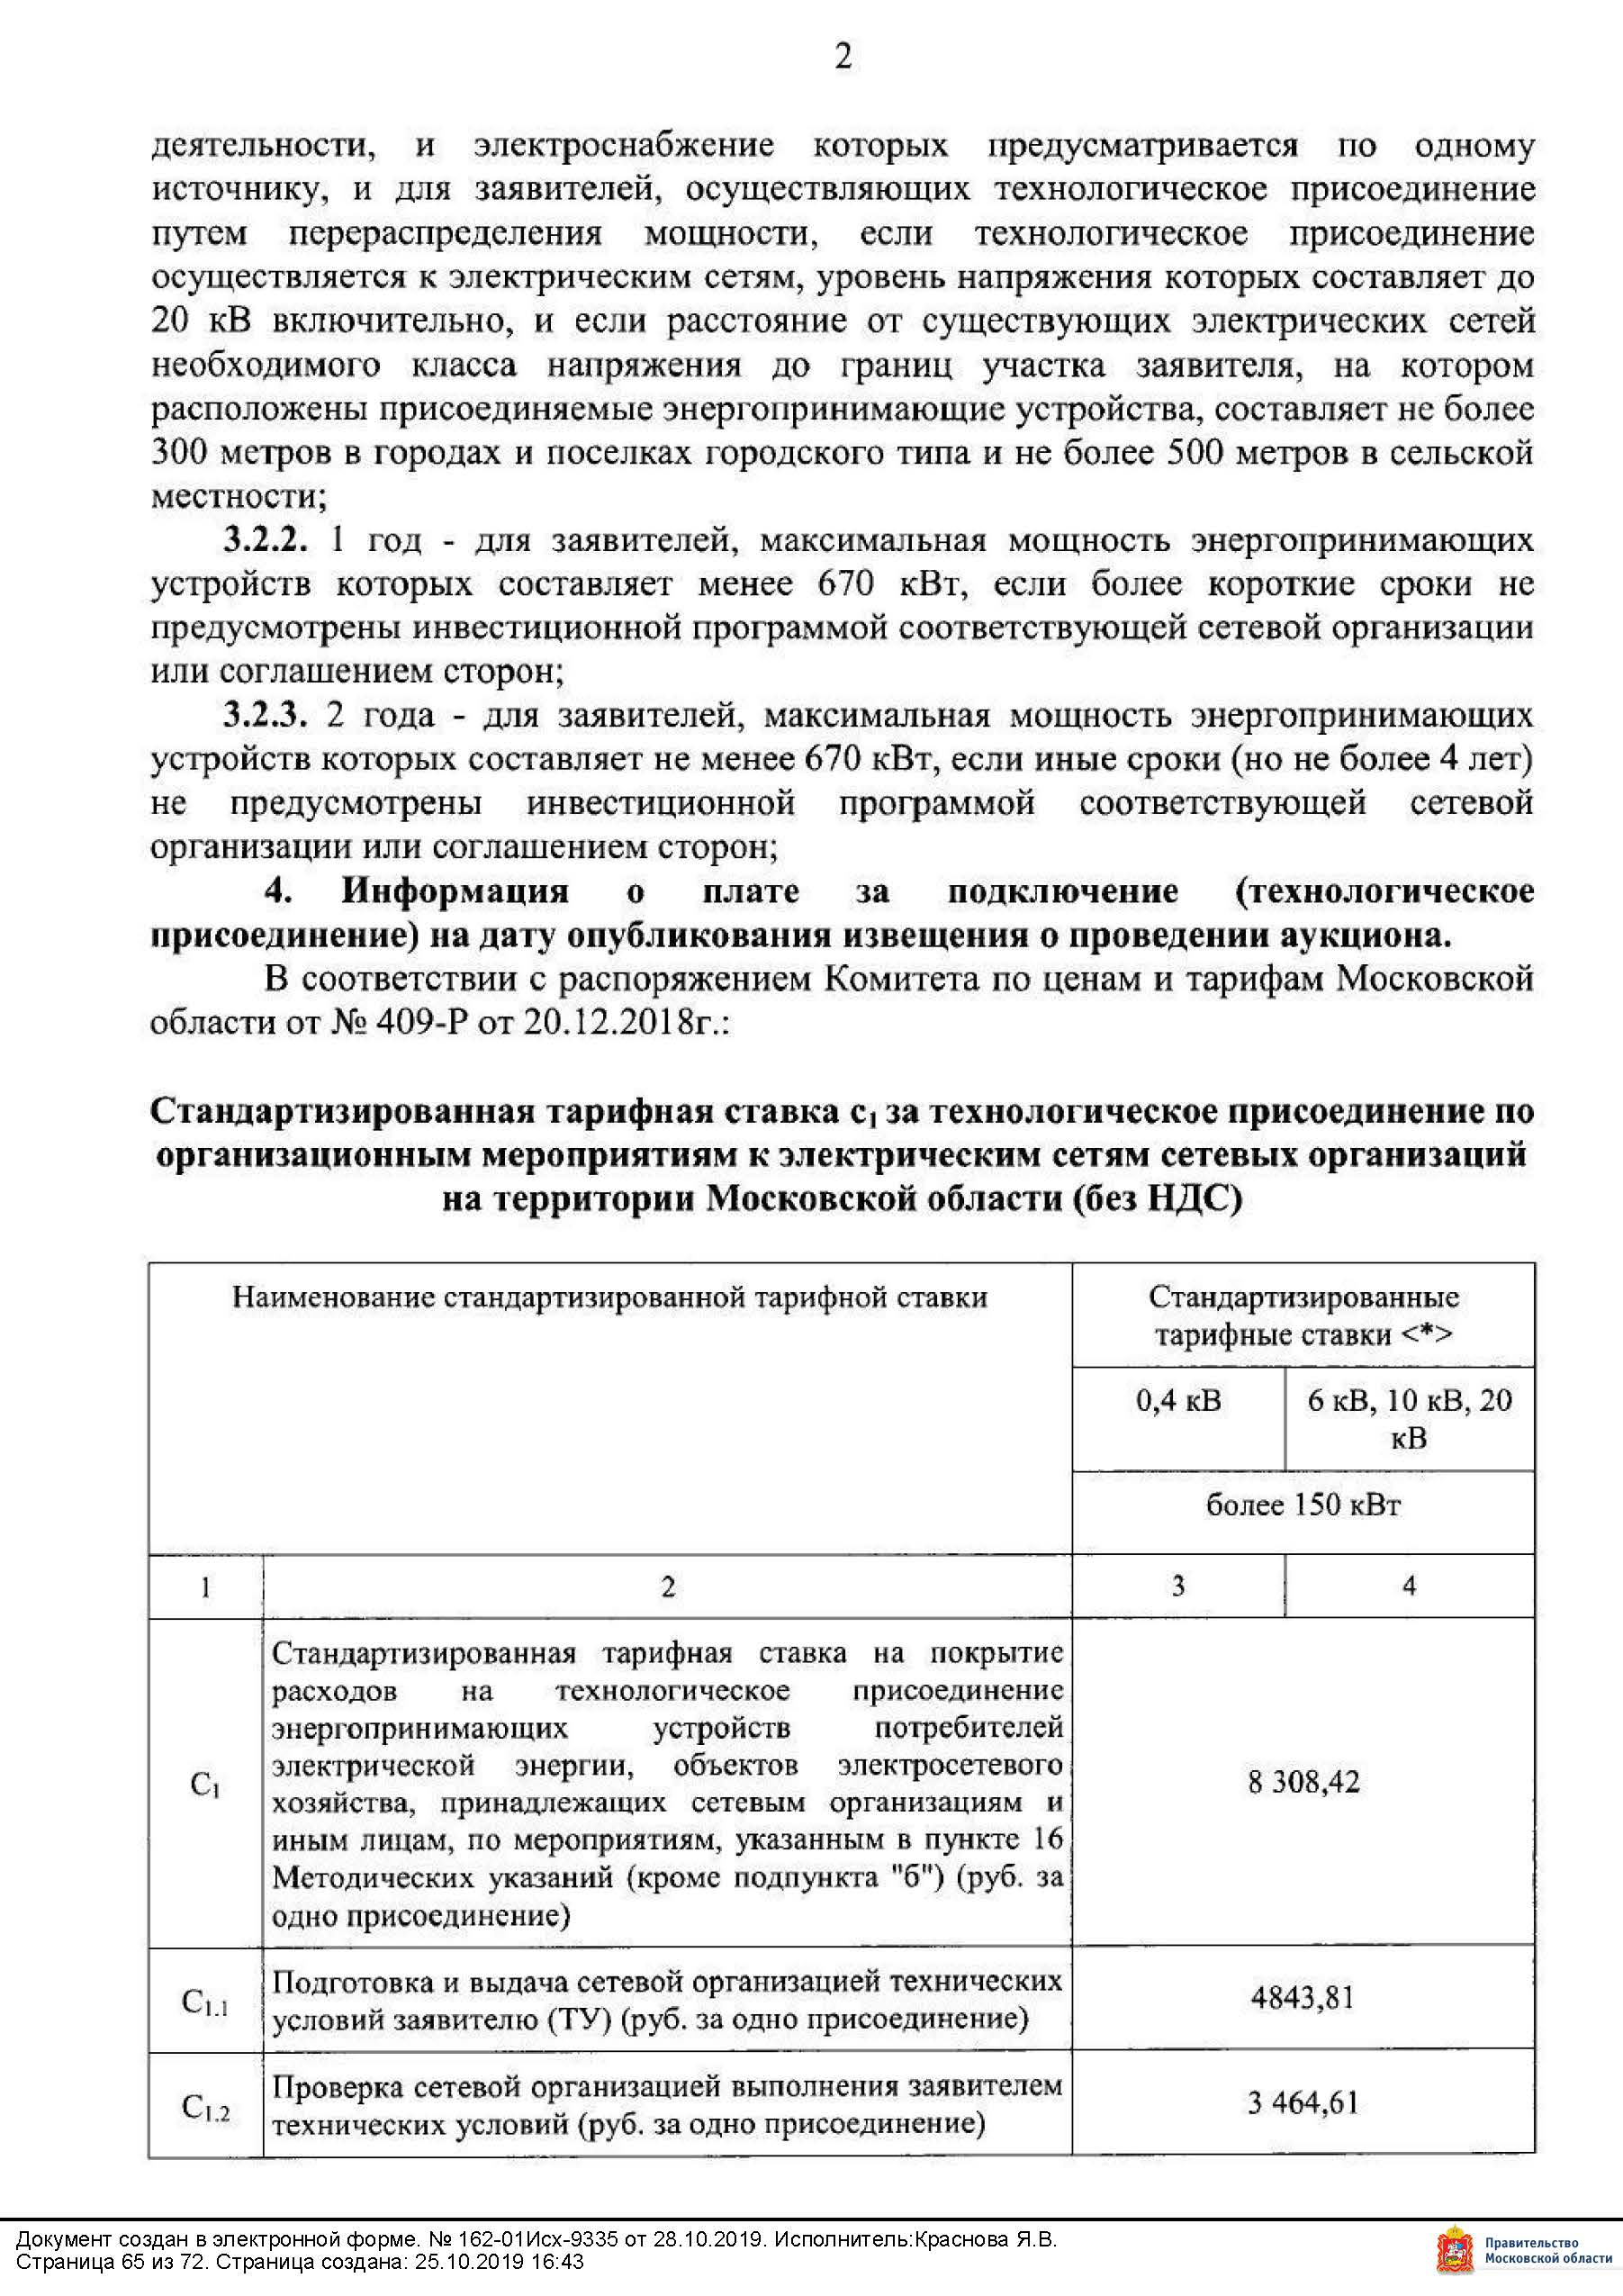 2
деятельности, и электроснабжение которых предусматривается по одному
источнику, и для заявителей, осуществляющих технологическое присоединение
путем перераспределения мощности, если технологическое присоединение
осуществляется к электрическим сетям, уровень напряжения которых составляет до
20 кВ включительно, и если расстояние от существующих электрических сетей
необходимого класса напряжения до границ участка заявителя, на котором
расположены присоединяемые энергопринимающие устройства, составляет не более
300 метров в городах и поселках городского типа и не более 500 метров в сельской
местности;
3.2.2. 1 год - для заявителей, максимальная мощность энергопринимающих
устройств которых составляет менее 670 кВт, если более короткие сроки не
предусмотрены инвестиционной программой соответствующей сетевой организации
или соглашением сторон;
3.2.3. 2 года - для заявителей, максимальная мощность энергопринимающих
устройств которых составляет не менее 670 кВт, если иные сроки (но не более 4 лет)
не предусмотрены инвестиционной программой соответствующей сетевой
организации или соглашением сторон;
4. Информация о плате за подключение (технологическое
присоединение) на дату опубликования извещения о проведении аукциона.
В соответствии с распоряжением Комитета по ценам и тарифам Московской
области от № 409-Р от 20.12.2018г.:
Стандартизированная тарифная ставка c₁ за технологическое присоединение по
организационным мероприятиям к электрическим сетям сетевых организаций
на территории Московской области (без НДС)
Наименование стандартизированной тарифной ставки
Стандартизированные
тарифные ставки <*>
0,4 кВ
6 кВ, 10 кВ, 20
кВ
более 150 кВт
1 2 3 4
C₁
Стандартизированная тарифная ставка на покрытие
расходов на технологическое присоединение
энергопринимающих устройств потребителей
электрической энергии, объектов электросетевого
хозяйства, принадлежащих сетевым организациям и
иным лицам, по мероприятиям, указанным в пункте 16
Методических указаний (кроме подпункта "б") (руб. за
одно присоединение)
8 308,42
C₁.₁
Подготовка и выдача сетевой организацией технических
условий заявителю (ТУ) (руб. за одно присоединение)
4843,81
C₁.₂
Проверка сетевой организацией выполнения заявителем
технических условий (руб. за одно присоединение)
3 464,61
Документ создан в электронной форме. № 162-01Исх-9335 от 28.10.2019. Исполнитель:Краснова Я.В.
Страница 65 из 72. Страница создана: 25.10.2019 16:43
Правительство
Московской области